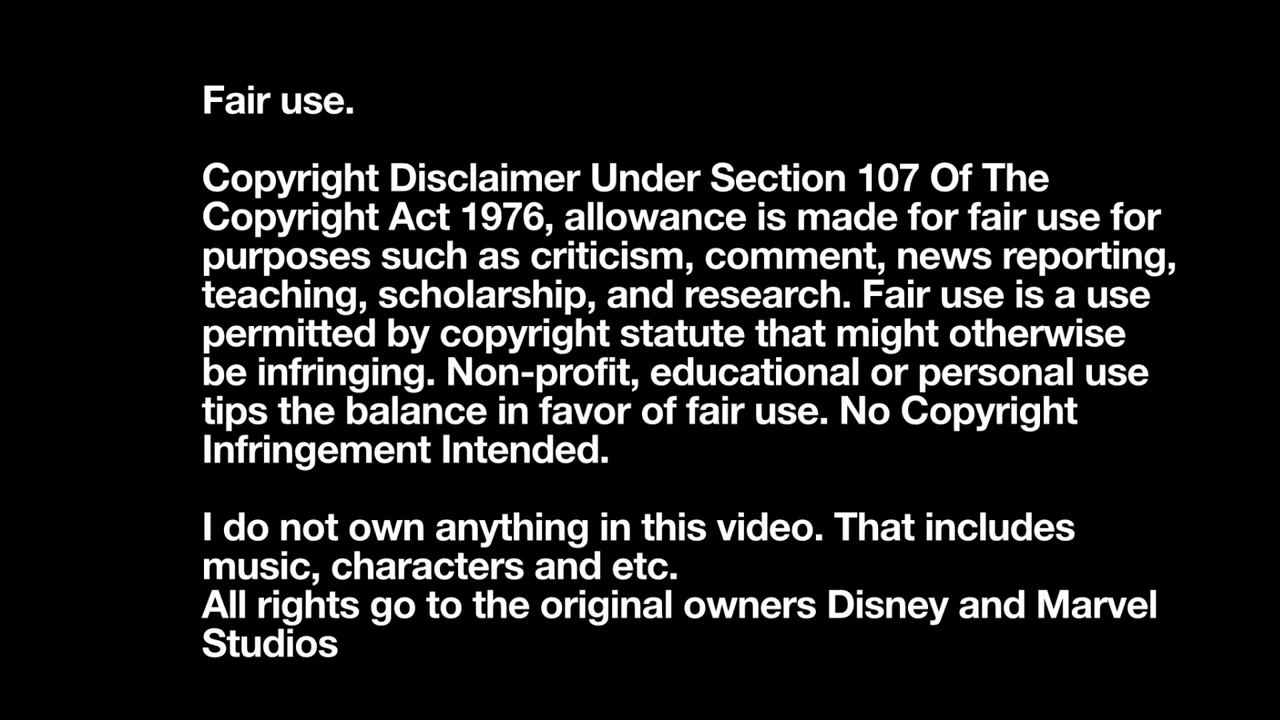 Fair use.
Copyright Disclaimer Under Section 107 Of The
Copyright Act 1976, allowance is made for fair use for
purposes such as criticism, comment, news reporting,
teaching, scholarship, and research. Fair use is a use
permitted by copyright statute that might otherwise
be infringing. Non-profit, educational or personal use
tips the balance in favor of fair use. No Copyright
Infringement Intended.
I do not own anything in this video. That includes
music, characters and etc.
All rights go to the original owners Disney and Marvel
Studios